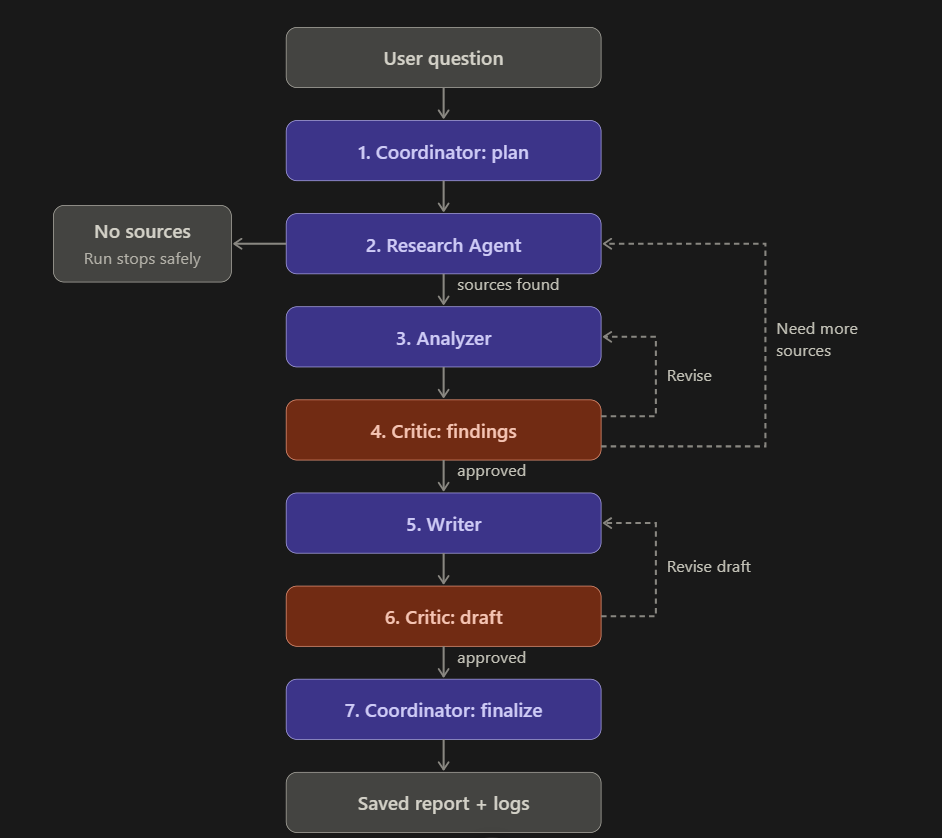 User question
1. Coordinator: plan
No sources
Run stops safely
2. Research Agent
sources found
3. Analyzer
Need more
sources
Revise
4. Critic: findings
approved
5. Writer
Revise draft
6. Critic: draft
approved
7. Coordinator: finalize
Saved report + logs